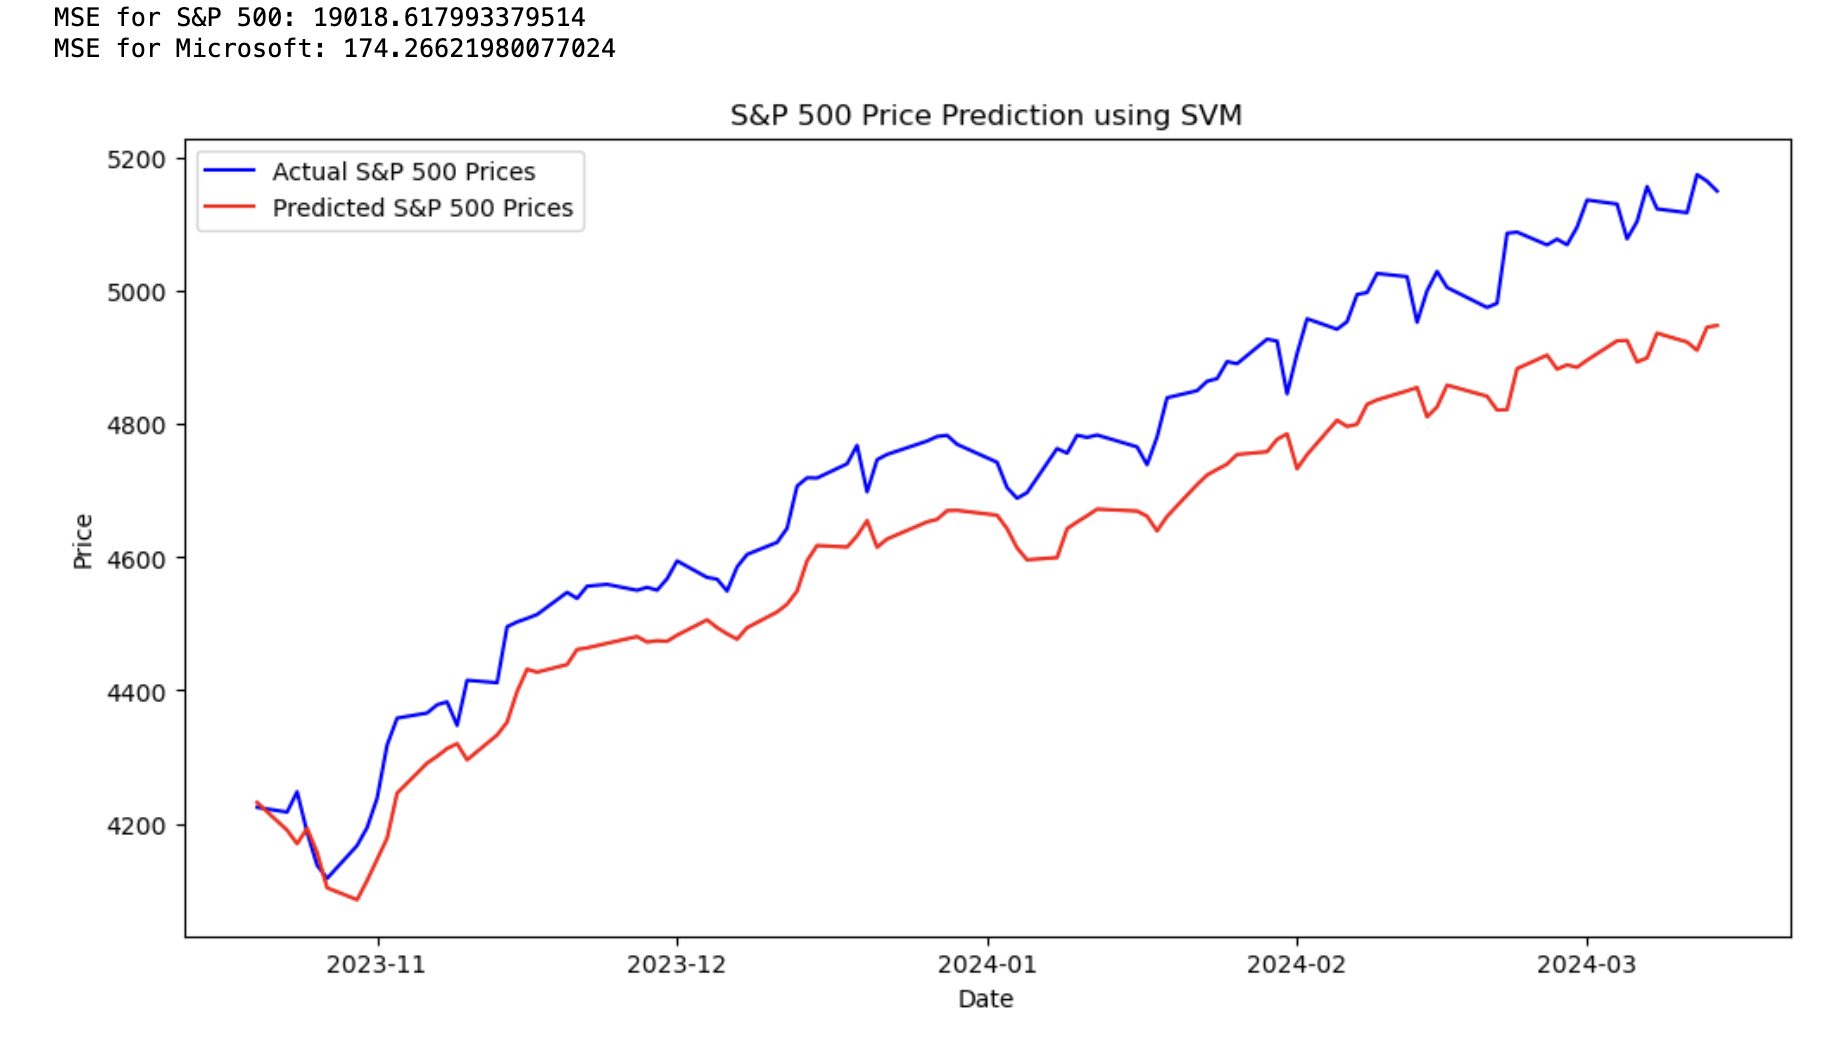 MSE for S&P 500: 19018.617993379514
MSE for Microsoft: 174.26621980077024
S&P 500 Price Prediction using SVM
Actual S&P 500 Prices
Predicted S&P 500 Prices
5200
5000
4800
4600
4400
4200
Price
2023-11
2023-12
2024-01
2024-02
2024-03
Date